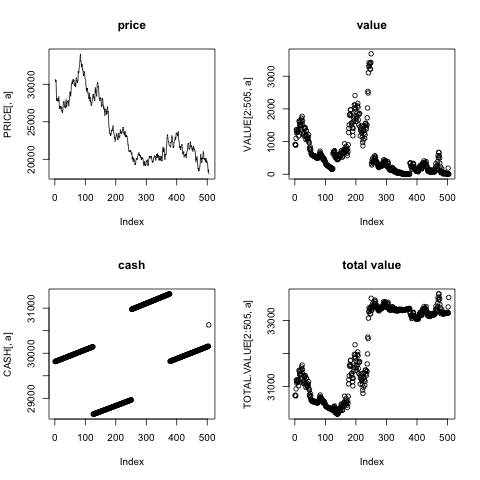 price
PRICE[, a]
20000 25000 30000
0 100 200 300 400 500
Index
value
VALUE[2:505, a]
0 1000 2000 3000
0 100 200 300 400 500
Index
cash
CASH[, a]
29000 30000 31000
0 100 200 300 400 500
Index
total value
TOTAL.VALUE[2:505, a]
31000 33000
0 100 200 300 400 500
Index